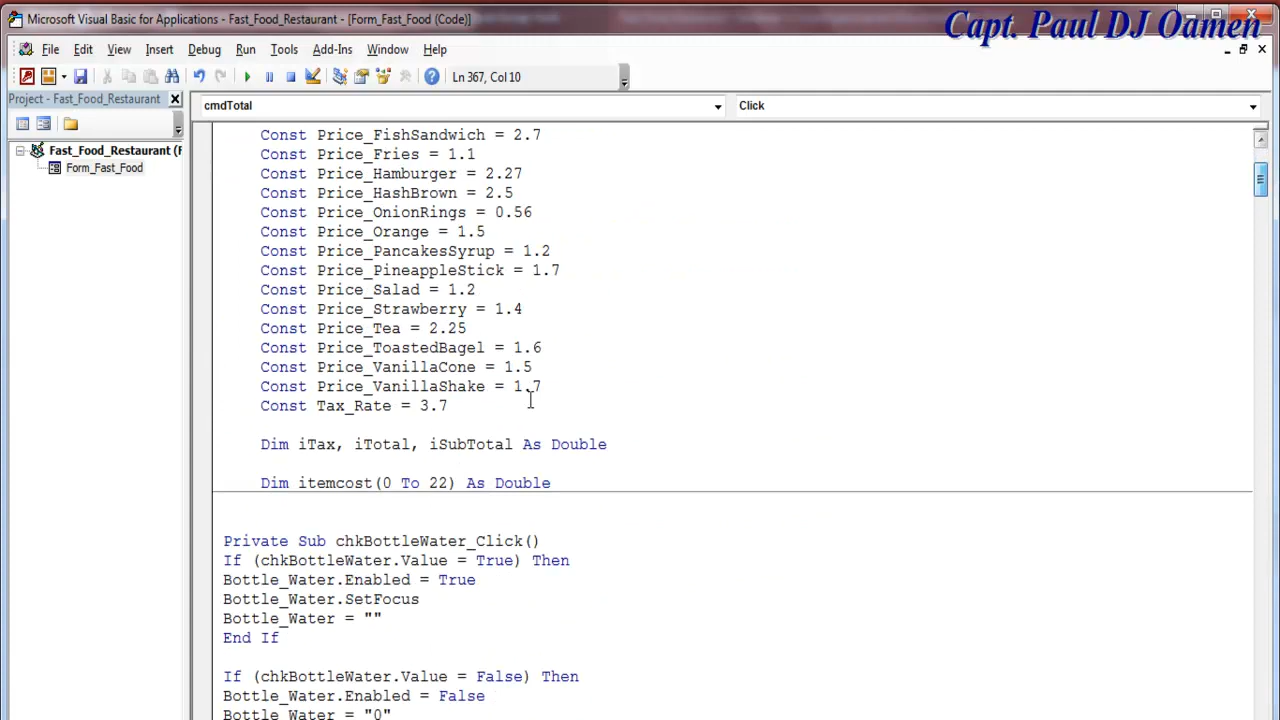 Microsoft Visual Basic for Applications - Fast_Food_Restaurant - [Form_Fast_Food (Code)]
Capt. Paul DJ Oamen
File Edit View Insert Debug Run Tools Add-Ins Window Help
Ln 367, Col 10
Project - Fast_Food_Restaurant
cmdTotal
Click
Fast_Food_Restaurant (F
Form_Fast_Food
Const Price_FishSandwich = 2.7
Const Price_Fries = 1.1
Const Price_Hamburger = 2.27
Const Price_HashBrown = 2.5
Const Price_OnionRings = 0.56
Const Price_Orange = 1.5
Const Price_PancakesSyrup = 1.2
Const Price_PineappleStick = 1.7
Const Price_Salad = 1.2
Const Price_Strawberry = 1.4
Const Price_Tea = 2.25
Const Price_ToastedBagel = 1.6
Const Price_VanillaCone = 1.5
Const Price_VanillaShake = 1.7
Const Tax_Rate = 3.7
Dim iTax, iTotal, iSubTotal As Double
Dim itemcost(0 To 22) As Double
Private Sub chkBottleWater_Click()
If (chkBottleWater.Value = True) Then
Bottle_Water.Enabled = True
Bottle_Water.SetFocus
Bottle_Water = ""
End If
If (chkBottleWater.Value = False) Then
Bottle_Water.Enabled = False
Bottle_Water = "0"